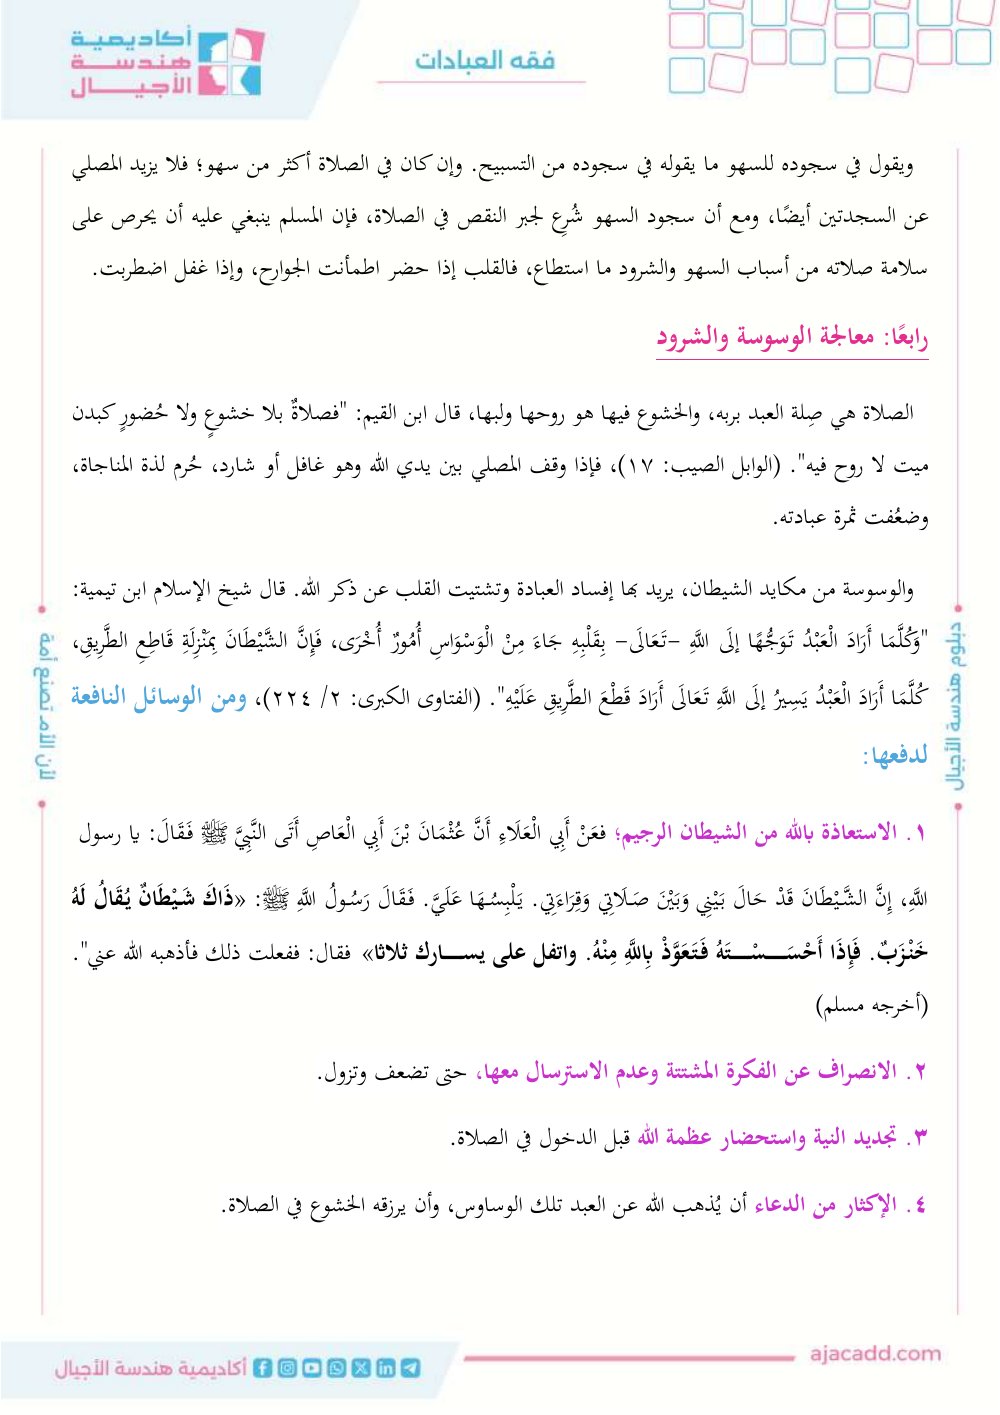 أكاديمية
هندسة
الأجيال
فقه العبادات
ويقول في سجوده للسهو ما يقوله في سجوده من التسبيح. وإن كان في الصلاة أكثر من سهو؛ فلا يزيد المصلي
عن السجدتين أيضًا، ومع أن سجود السهو شُرِع لجبر النقص في الصلاة، فإن المسلم ينبغي عليه أن يحرص على
سلامة صلاته من أسباب السهو والشرود ما استطاع، فالقلب إذا حضر اطمأنت الجوارح، وإذا غفل اضطربت.
رابعًا: معالجة الوسوسة والشرود
الصلاة هي صِلة العبد بربه، والخشوع فيها هو روحها ولبها، قال ابن القيم: "فصلاةٌ بلا خشوعٍ ولا حُضورٍ كبدن
ميت لا روح فيه". (الوابل الصيب: ١٧)، فإذا وقف المصلي بين يدي الله وهو غافل أو شارد، حُرم لذة المناجاة،
وضعُفت ثمرة عبادته.
والوسوسة من مكايد الشيطان، يريد بها إفساد العبادة وتشتيت القلب عن ذكر الله. قال شيخ الإسلام ابن تيمية:
"وَكُلَّمَا أَرَادَ الْعَبْدُ تَوَجُّهًا إلَى اللَّهِ –تَعَالَى– بِقَلْبِهِ جَاءَ مِنْ الْوَسْوَاسِ أُمُورٌ أُخْرَى، فَإِنَّ الشَّيْطَانَ بِمَنْزِلَةِ قَاطِعِ الطَّرِيقِ،
كُلَّمَا أَرَادَ الْعَبْدُ يَسِيرُ إلَى اللَّهِ تَعَالَى أَرَادَ قَطْعَ الطَّرِيقِ عَلَيْهِ". (الفتاوى الكبرى: ٢/ ٢٢٤)، ومن الوسائل النافعة
لدفعها:
١. الاستعاذة بالله من الشيطان الرجيم؛ فعَنْ أَبِي الْعَلَاءِ أَنَّ عُثْمَانَ بْنَ أَبِي الْعَاصِ أَتَى النَّبِيَّ ﷺ فَقَالَ: يا رسول
اللَّهِ، إِنَّ الشَّيْطَانَ قَدْ حَالَ بَيْنِي وَبَيْنَ صَلَاتِي وَقِرَاءَتِي. يَلْبِسُهَا عَلَيَّ. فَقَالَ رَسُولُ اللَّهِ ﷺ: «ذَاكَ شَيْطَانٌ يُقَالُ لَهُ
خَنْزَبٌ. فَإِذَا أَحْسَسْتَهُ فَتَعَوَّذْ بِاللَّهِ مِنْهُ. واتفل على يسارك ثلاثا» فقال: ففعلت ذلك فأذهبه الله عني".
(أخرجه مسلم)
٢. الانصراف عن الفكرة المشتتة وعدم الاسترسال معها، حتى تضعف وتزول.
٣. تجديد النية واستحضار عظمة الله قبل الدخول في الصلاة.
٤. الإكثار من الدعاء أن يُذهب الله عن العبد تلك الوساوس، وأن يرزقه الخشوع في الصلاة.
دبلوم هندسة الأجيال
لأن الأم تصنع أمة
أكاديمية هندسة الأجيال
ajacadd.com